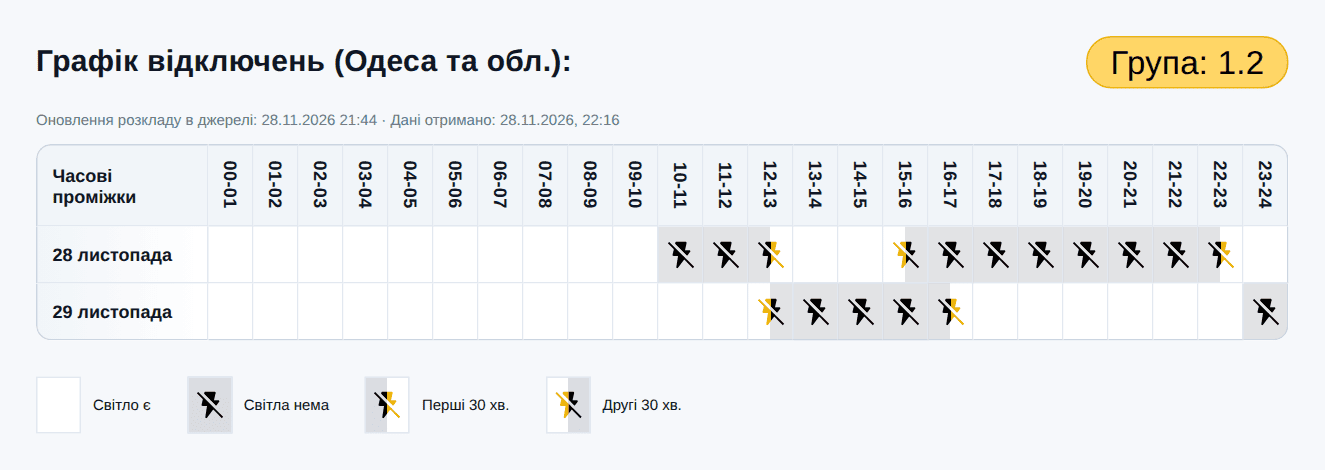 Графік відключень (Одеса та обл.):
Група: 1.2
Оновлення розкладу в джерелі: 28.11.2026 21:44 · Дані отримано: 28.11.2026, 22:16
Часові
проміжки
00-01
01-02
02-03
03-04
04-05
05-06
06-07
07-08
08-09
09-10
10-11
11-12
12-13
13-14
14-15
15-16
16-17
17-18
18-19
19-20
20-21
21-22
22-23
23-24
28 листопада
29 листопада
Світло є
Світла нема
Перші 30 хв.
Другі 30 хв.